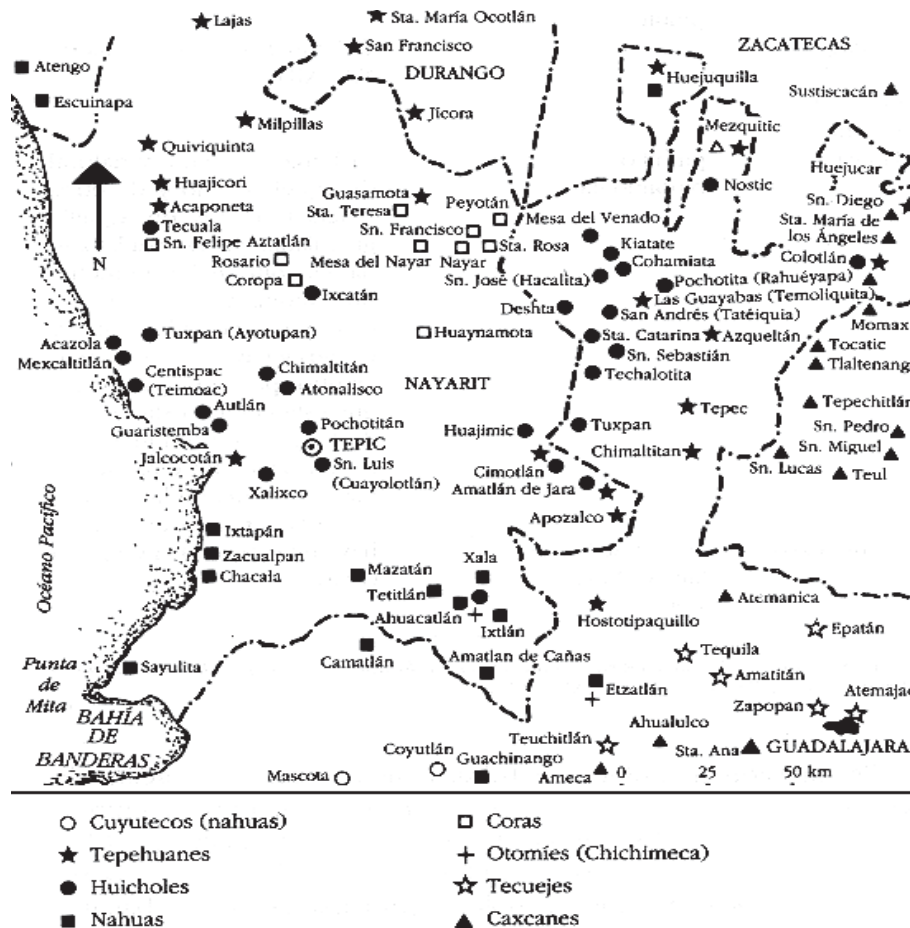 Lajas
Sta. María Ocotlán
San Francisco
ZACATECAS
DURANGO
Atengo
Huejuquilla
Escuinapa
Sustiscacán
Jícora
Milpillas
Mezquitic
Quiviquinta
Huejucar
Huajicori
Guasamota
Nostic
Sn. Diego
Acaponeta
Sta. Teresa
Peyotán
Mesa del Venado
Sta. María de
los Ángeles
Tecuala
Sn. Francisco
Kiatate
Sn. Felipe Aztatlán
Sta. Rosa
Rosario
Mesa del Nayar
Nayar
Cohamiata
Colotlán
Coropa
Sn. José (Hacalita)
Pochotita (Rahuéyapa)
Ixcatán
Las Guayabas (Temoliquita)
N
Deshta
San Andrés (Tatéiquia)
Momax
Tuxpan (Ayotupan)
Huaynamota
Sta. Catarina
Azqueltán
Acazola
Tocatic
Mexcaltitlán
Sn. Sebastián
Tlaltenang
Centispac
(Teimoac)
Chimaltitán
Techalotita
Atonalisco
NAYARIT
Autlán
Tepec
Tepechitlán
Guaristemba
Pochotitán
Huajimic
Tuxpan
Sn. Pedro
TEPIC
Jalcocotán
Chimaltitan
Sn. Miguel
Sn. Luis
(Cuayolotlán)
Cimotlán
Sn. Lucas
Teul
Xalixco
Amatlán de Jara
Apozalco
Océano Pacífico
Ixtapán
Zacualpan
Xala
Chacala
Mazatán
Tetitlán
Atemanica
Ahuacatlán
Ixtlán
Hostotipaquillo
Epatán
Punta
de
Mita
Sayulita
Camatlán
Amatlan de Cañas
Tequila
Etzatlán
Amatitán
Zapopan
Atemajac
BAHÍA
DE
BANDERAS
Ahualulco
Coyutlán
Teuchitlán
Sta. Ana
GUADALAJARA
Guachinango
Mascota
Ameca
0 25 50 km
Cuyutecos (nahuas)
Tepehuanes
Huicholes
Nahuas
Coras
Otomíes (Chichimeca)
Tecuejes
Caxcanes